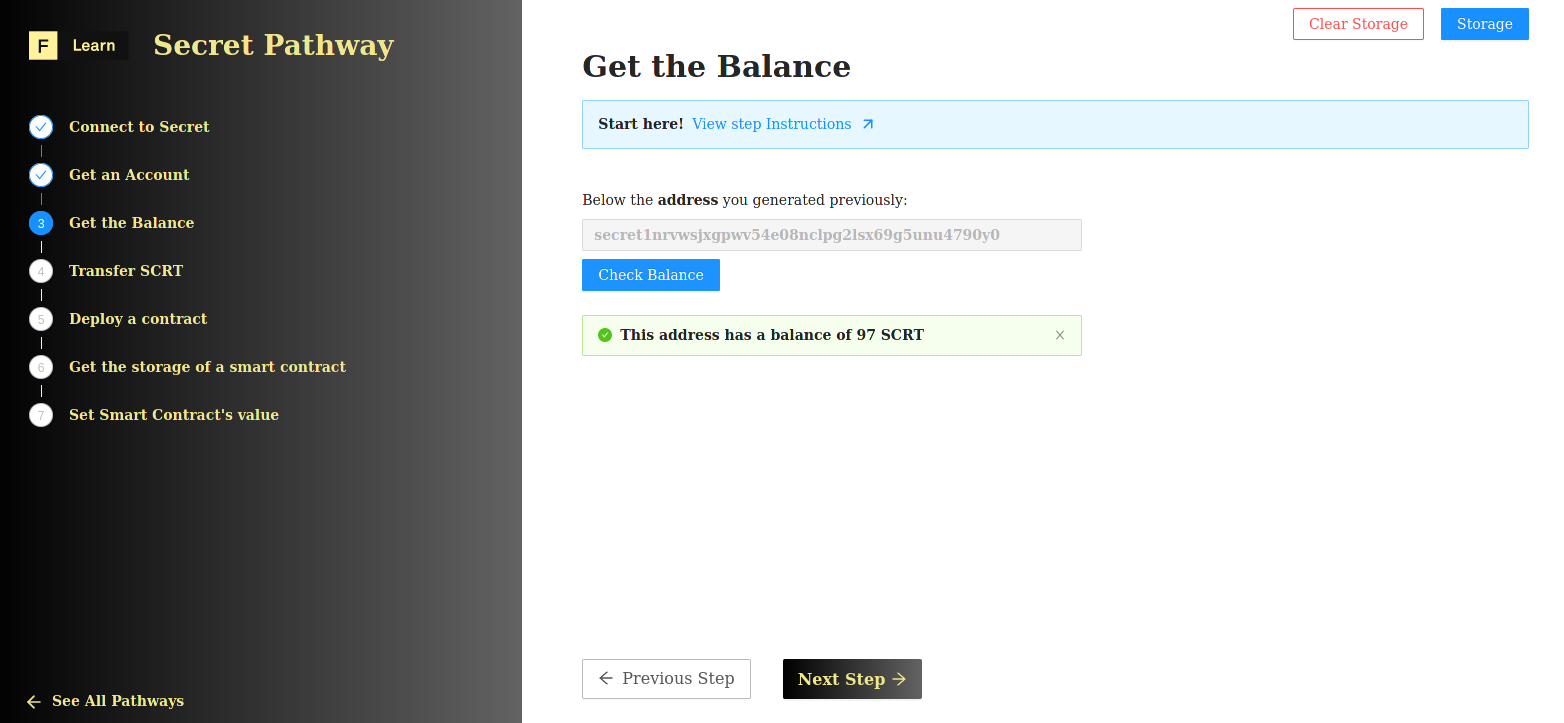 F Learn Secret Pathway
Connect to Secret
Get an Account
3 Get the Balance
4 Transfer SCRT
5 Deploy a contract
6 Get the storage of a smart contract
7 Set Smart Contract's value
See All Pathways
Clear Storage Storage
Get the Balance
Start here! View step Instructions
Below the address you generated previously:
secret1nrvwsjxgpwv54e08nclpg2lsx69g5unu4790y0
Check Balance
This address has a balance of 97 SCRT
Previous Step Next Step